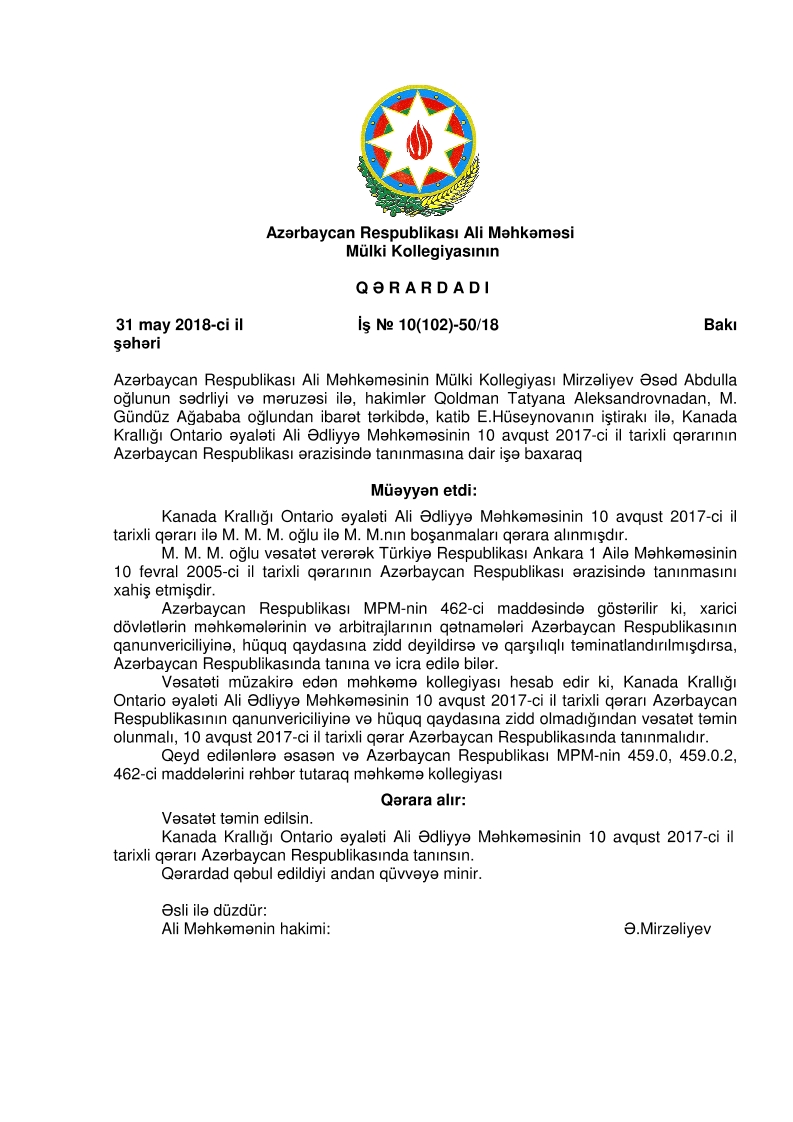 Azərbaycan Respublikası Ali Məhkəməsi
Mülki Kollegiyasının
Q Ə R A R D A D I
31 may 2018-ci il İş № 10(102)-50/18 Bakı
şəhəri
Azərbaycan Respublikası Ali Məhkəməsinin Mülki Kollegiyası Mirzəliyev Əsəd Abdulla
oğlunun sədrliyi və məruzəsi ilə, hakimlər Qoldman Tatyana Aleksandrovnadan, M.
Gündüz Ağababa oğlundan ibarət tərkibdə, katib E.Hüseynovanın iştirakı ilə, Kanada
Krallığı Ontario əyaləti Ali Ədliyyə Məhkəməsinin 10 avqust 2017-ci il tarixli qərarının
Azərbaycan Respublikası ərazisində tanınmasına dair işə baxaraq
Müəyyən etdi:
Kanada Krallığı Ontario əyaləti Ali Ədliyyə Məhkəməsinin 10 avqust 2017-ci il
tarixli qərarı ilə M. M. M. oğlu ilə M. M.nın boşanmaları qərara alınmışdır.
M. M. M. oğlu vəsatət verərək Türkiyə Respublikası Ankara 1 Ailə Məhkəməsinin
10 fevral 2005-ci il tarixli qərarının Azərbaycan Respublikası ərazisində tanınmasını
xahiş etmişdir.
Azərbaycan Respublikası MPM-nin 462-ci maddəsində göstərilir ki, xarici
dövlətlərin məhkəmələrinin və arbitrajlarının qətnamələri Azərbaycan Respublikasının
qanunvericiliyinə, hüquq qaydasına zidd deyildirsə və qarşılıqlı təminatlandırılmışdırsa,
Azərbaycan Respublikasında tanına və icra edilə bilər.
Vəsatəti müzakirə edən məhkəmə kollegiyası hesab edir ki, Kanada Krallığı
Ontario əyaləti Ali Ədliyyə Məhkəməsinin 10 avqust 2017-ci il tarixli qərarı Azərbaycan
Respublikasının qanunvericiliyinə və hüquq qaydasına zidd olmadığından vəsatət təmin
olunmalı, 10 avqust 2017-ci il tarixli qərar Azərbaycan Respublikasında tanınmalıdır.
Qeyd edilənlərə əsasən və Azərbaycan Respublikası MPM-nin 459.0, 459.0.2,
462-ci maddələrini rəhbər tutaraq məhkəmə kollegiyası
Qərara alır:
Vəsatət təmin edilsin.
Kanada Krallığı Ontario əyaləti Ali Ədliyyə Məhkəməsinin 10 avqust 2017-ci il
tarixli qərarı Azərbaycan Respublikasında tanınsın.
Qərardad qəbul edildiyi andan qüvvəyə minir.
Əsli ilə düzdür:
Ali Məhkəmənin hakimi: Ə.Mirzəliyev